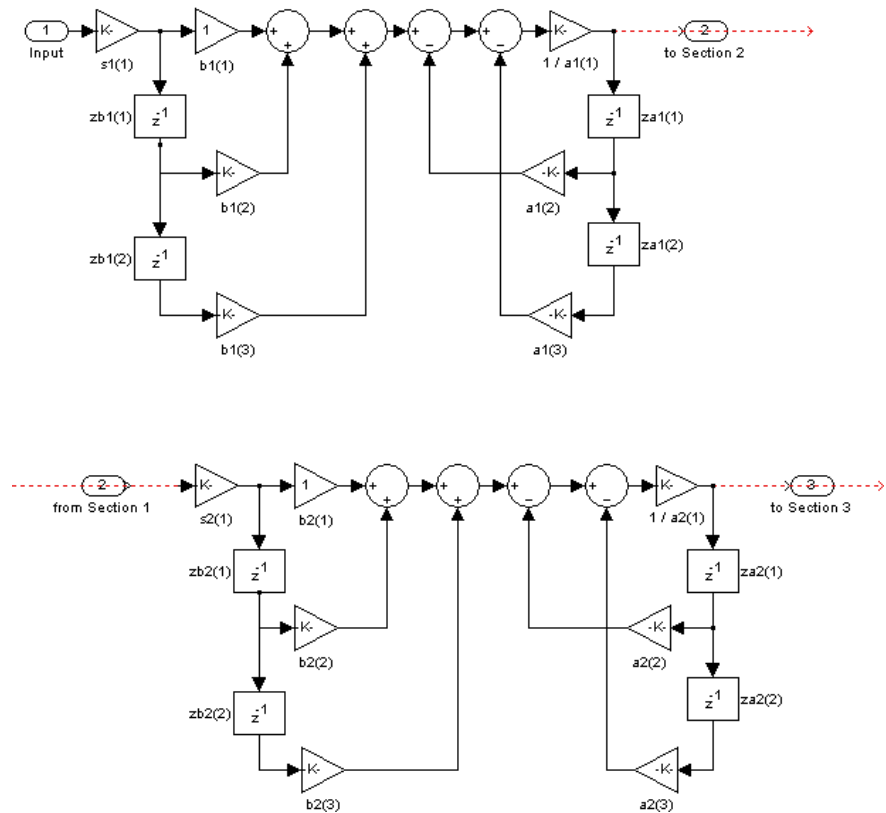 1 K- 1 + + + + + − + − K- 2
Input s1(1) b1(1) 1 / a1(1) to Section 2
zb1(1) z-1 z-1 za1(1)
K- -K-
b1(2) a1(2)
zb1(2) z-1 z-1 za1(2)
K- -K-
b1(3) a1(3)
2 K- 1 + + + + + − + − K- 3
from Section 1 s2(1) b2(1) 1 / a2(1) to Section 3
zb2(1) z-1 z-1 za2(1)
K- -K-
b2(2) a2(2)
zb2(2) z-1 z-1 za2(2)
K- -K-
b2(3) a2(3)